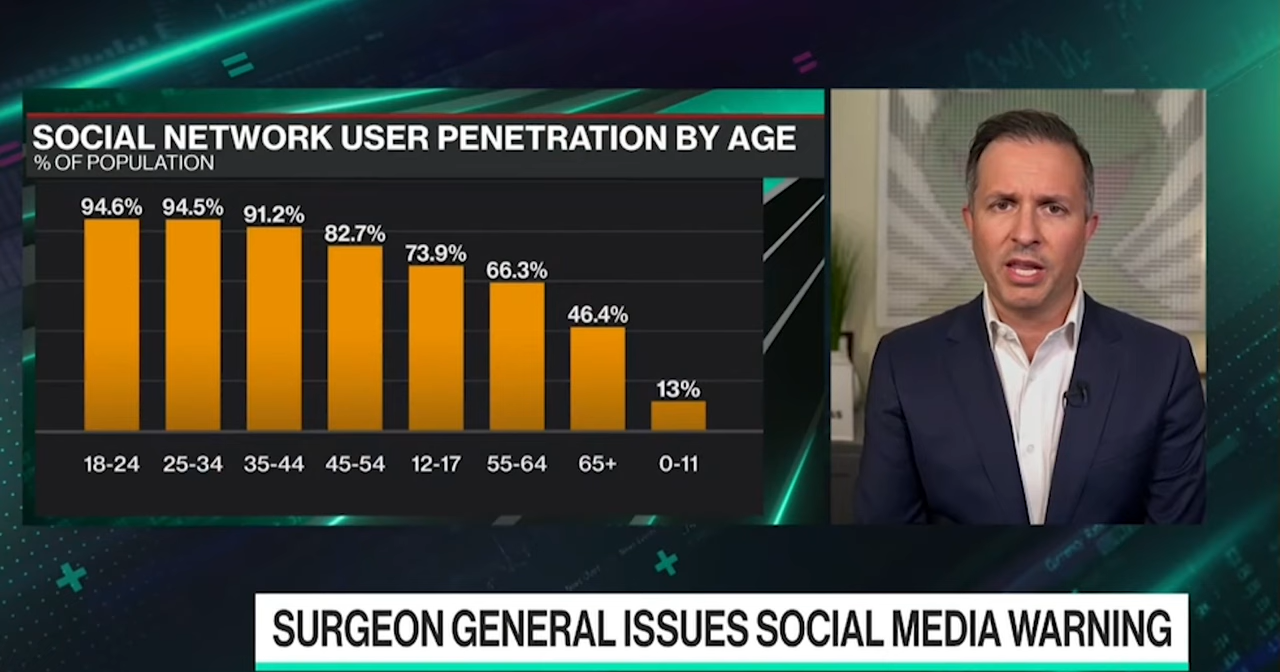 SOCIAL NETWORK USER PENETRATION BY AGE
% OF POPULATION
94.6% 94.5% 91.2% 82.7% 73.9% 66.3% 46.4% 13%
18-24 25-34 35-44 45-54 12-17 55-64 65+ 0-11
SURGEON GENERAL ISSUES SOCIAL MEDIA WARNING